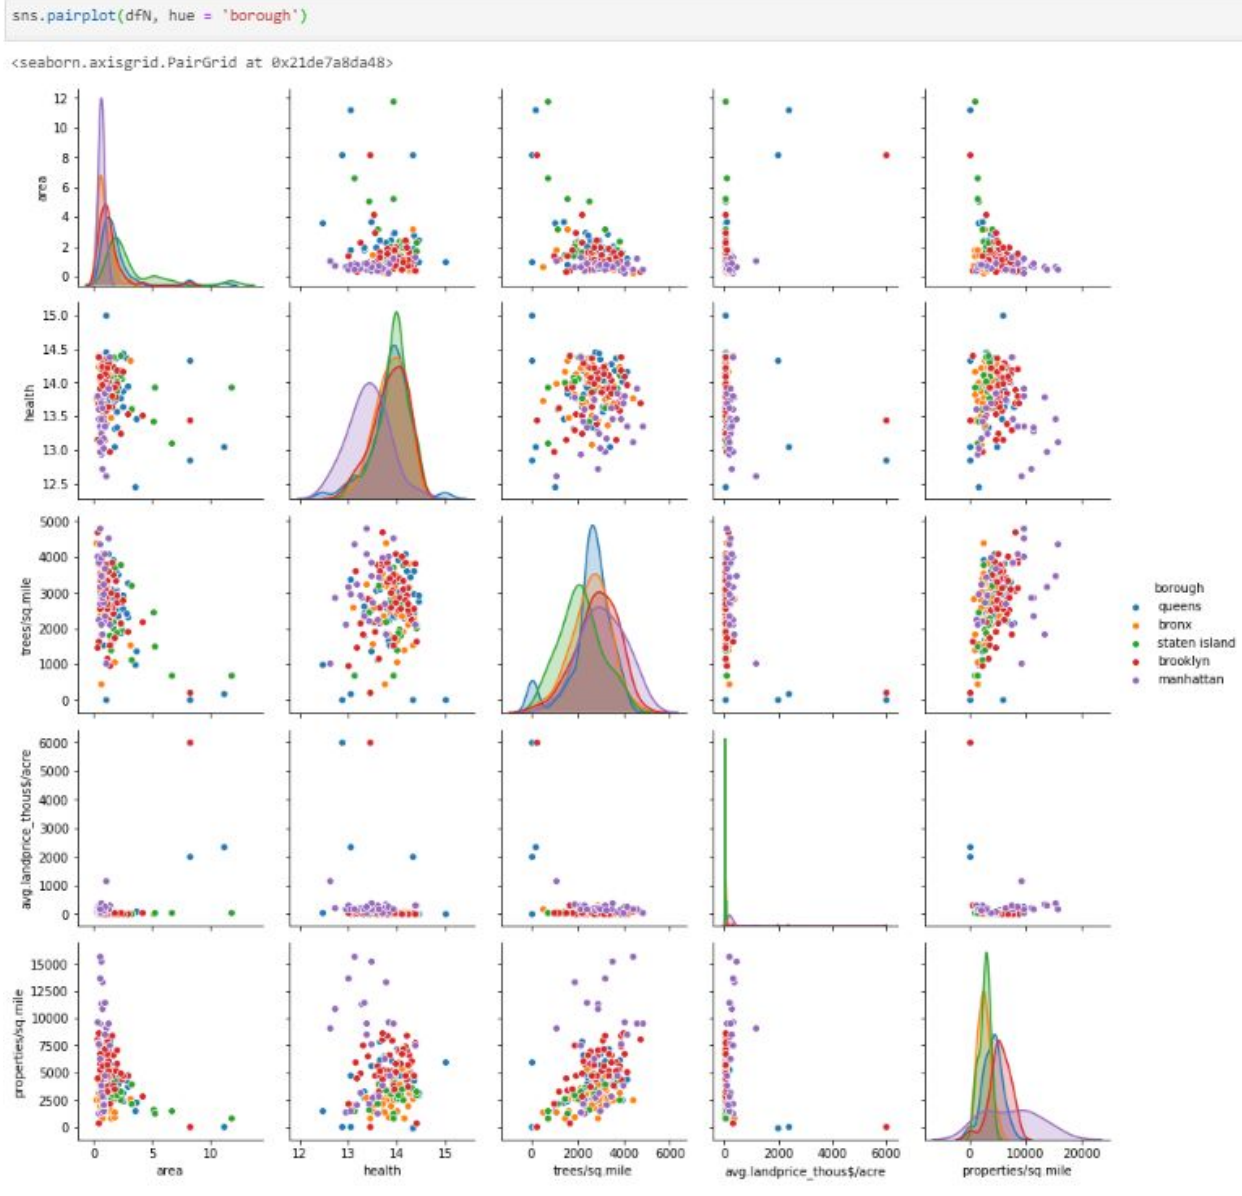 sns.pairplot(dfN, hue = 'borough')
<seaborn.axisgrid.PairGrid at 0x21de7a8da48>
12
10
8
6
4
2
0
area
15.0
14.5
14.0
13.5
13.0
12.5
health
5000
4000
3000
2000
1000
0
trees/sq.mile
borough
queens
bronx
staten island
brooklyn
manhattan
6000
5000
4000
3000
2000
1000
0
avg.landprice_thous$/acre
15000
12500
10000
7500
5000
2500
0
properties/sq.mile
0 5 10
area
12 13 14 15
health
0 2000 4000 6000
trees/sq.mile
0 2000 4000 6000
avg.landprice_thous$/acre
0 10000 20000
properties/sq.mile